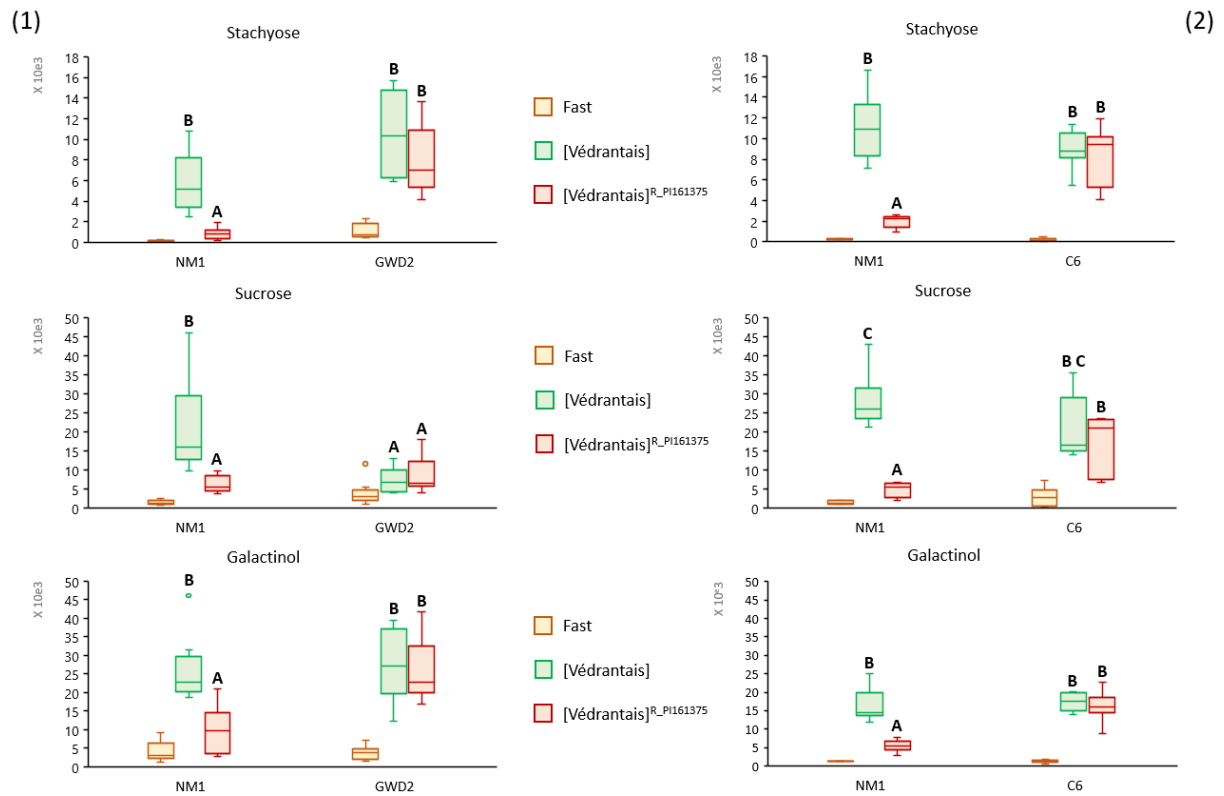 (1)
(2)
Stachyose
X 10e3
18
16
14
12
10
8
6
4
2
0
B
A
B
B
NM1
GWD2
Fast
[Védrantais]
[Védrantais]R_PI161375
Stachyose
X 10e3
18
16
14
12
10
8
6
4
2
0
B
A
B
B
NM1
C6
Sucrose
X 10e3
50
45
40
35
30
25
20
15
10
5
0
B
A
A
A
NM1
GWD2
Fast
[Védrantais]
[Védrantais]R_PI161375
Sucrose
X 10e3
50
45
40
35
30
25
20
15
10
5
0
C
A
B C
B
NM1
C6
Galactinol
X 10e3
50
45
40
35
30
25
20
15
10
5
0
B
A
B
B
NM1
GWD2
Fast
[Védrantais]
[Védrantais]R_PI161375
Galactinol
X 10e3
50
45
40
35
30
25
20
15
10
5
0
B
A
B
B
NM1
C6